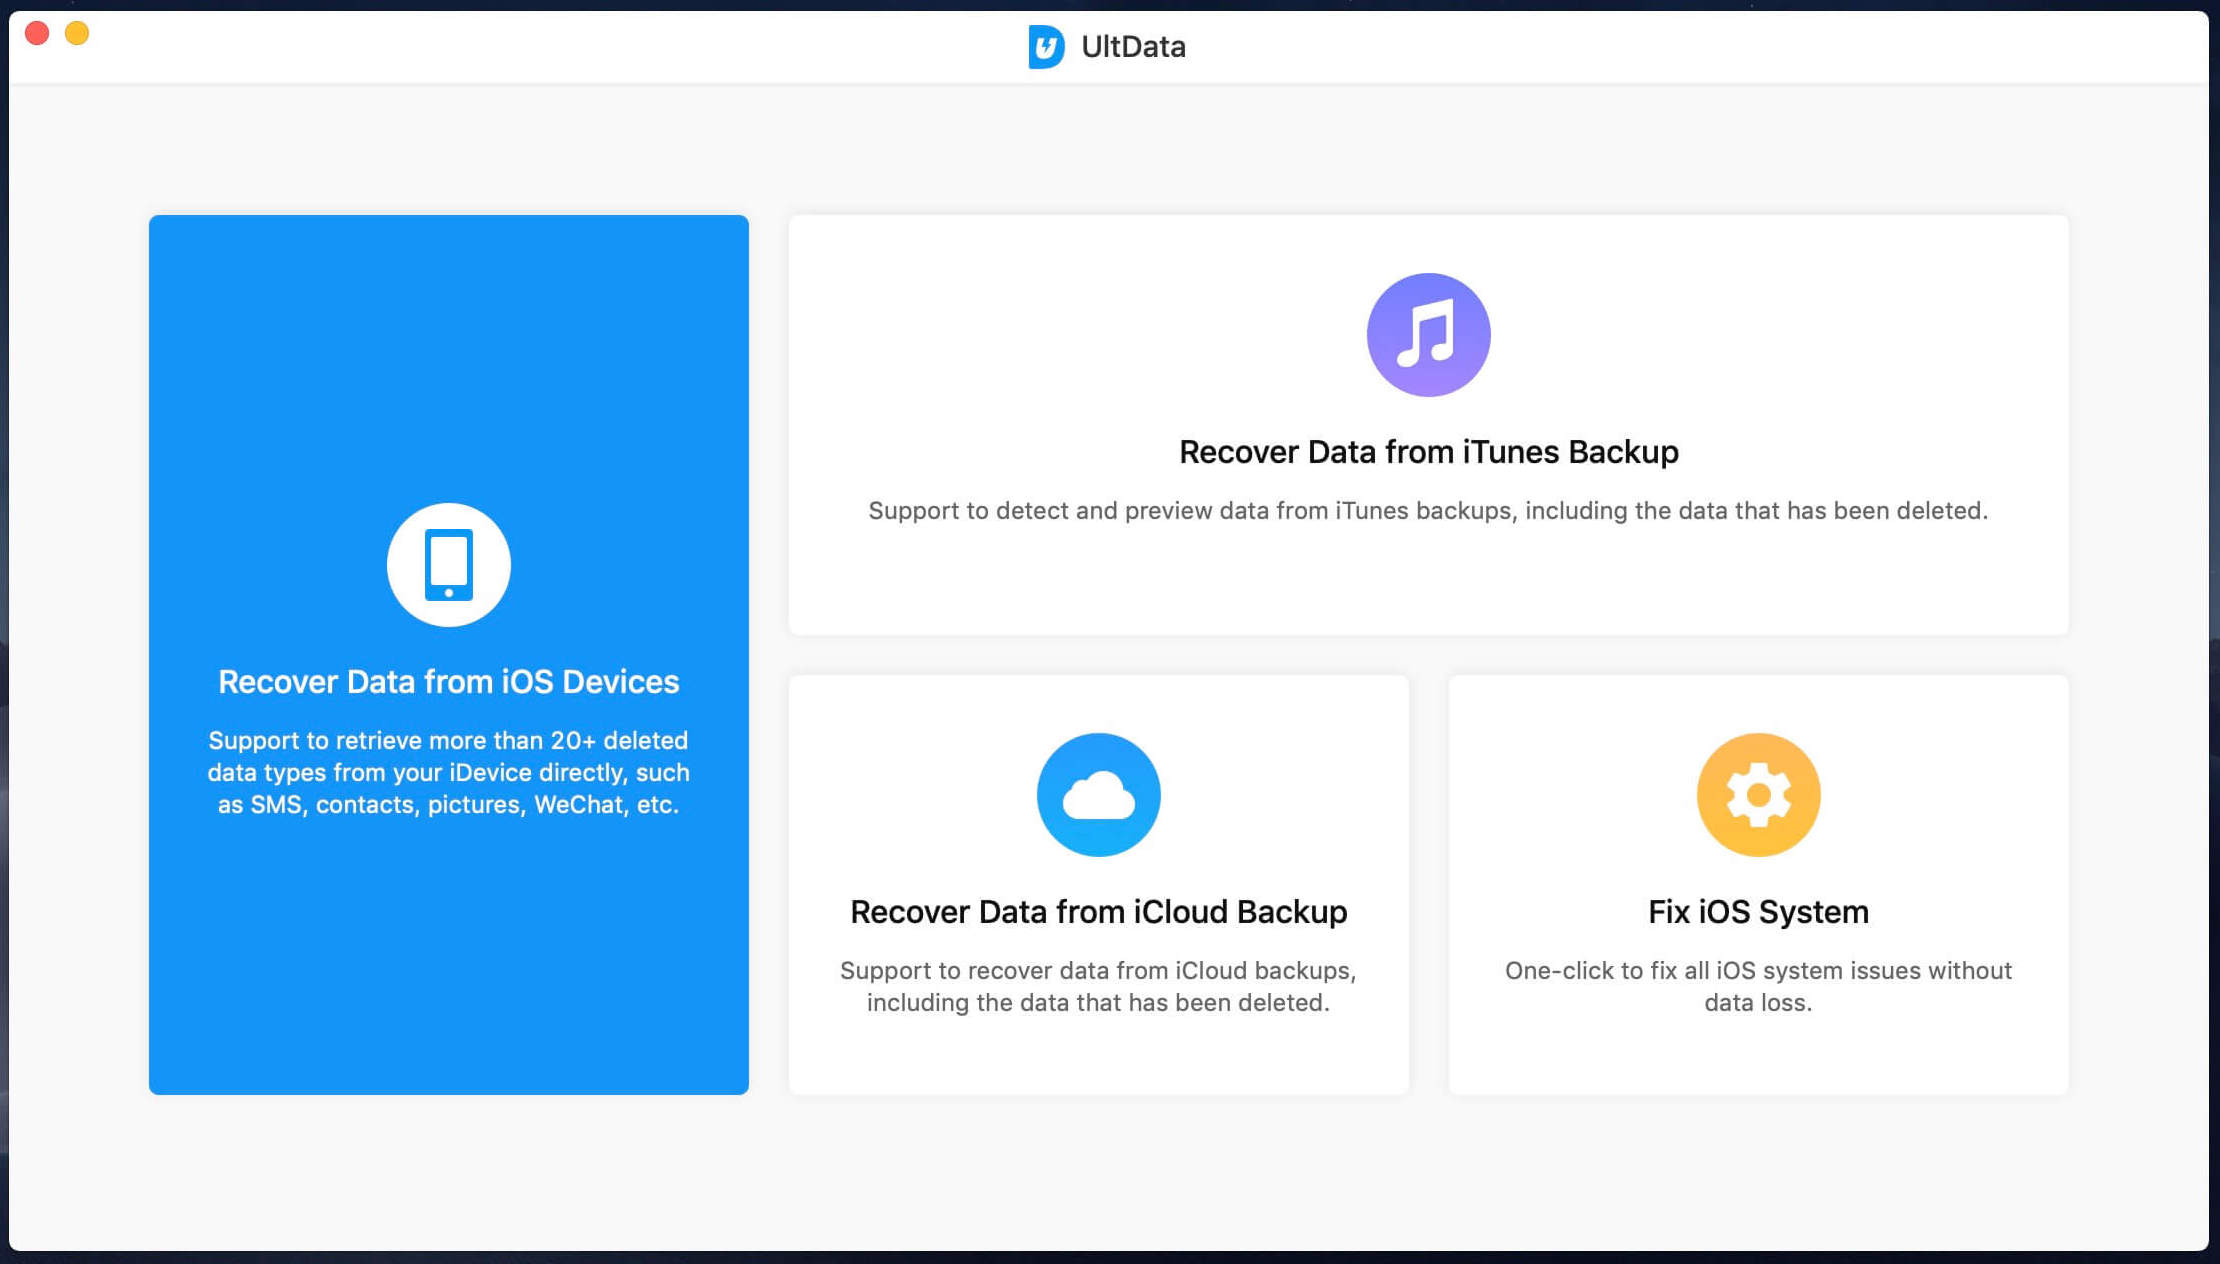 UltData
Recover Data from iOS Devices
Support to retrieve more than 20+ deleted
data types from your iDevice directly, such
as SMS, contacts, pictures, WeChat, etc.
Recover Data from iTunes Backup
Support to detect and preview data from iTunes backups, including the data that has been deleted.
Recover Data from iCloud Backup
Support to recover data from iCloud backups,
including the data that has been deleted.
Fix iOS System
One-click to fix all iOS system issues without
data loss.